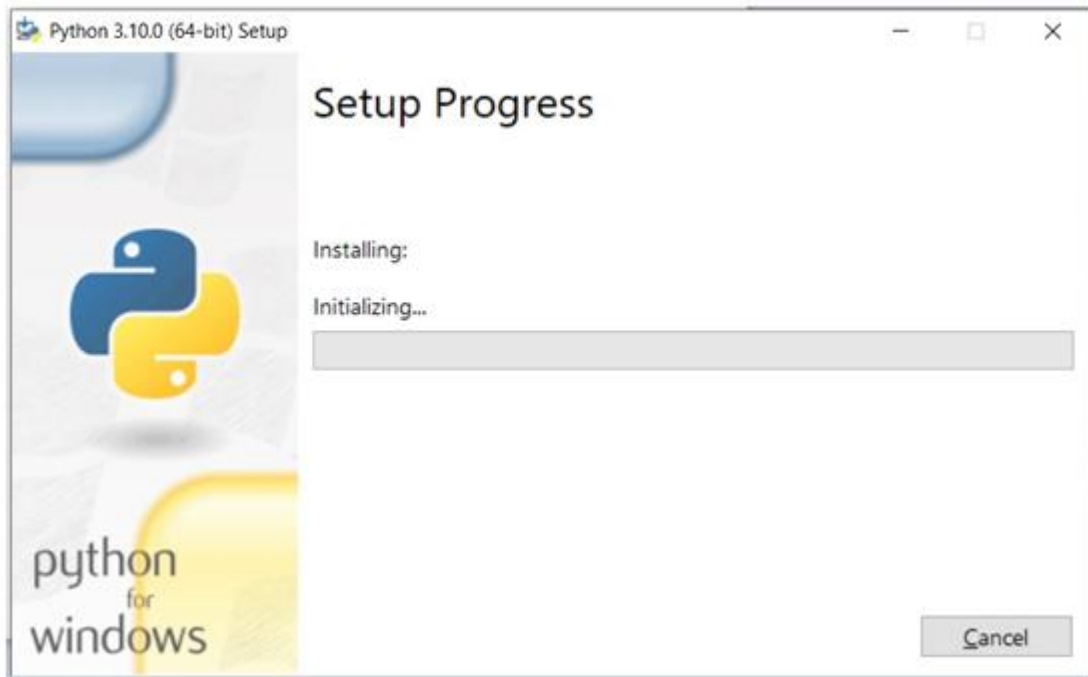 Python 3.10.0 (64-bit) Setup
Setup Progress
Installing:
Initializing...
python
for
windows
Cancel